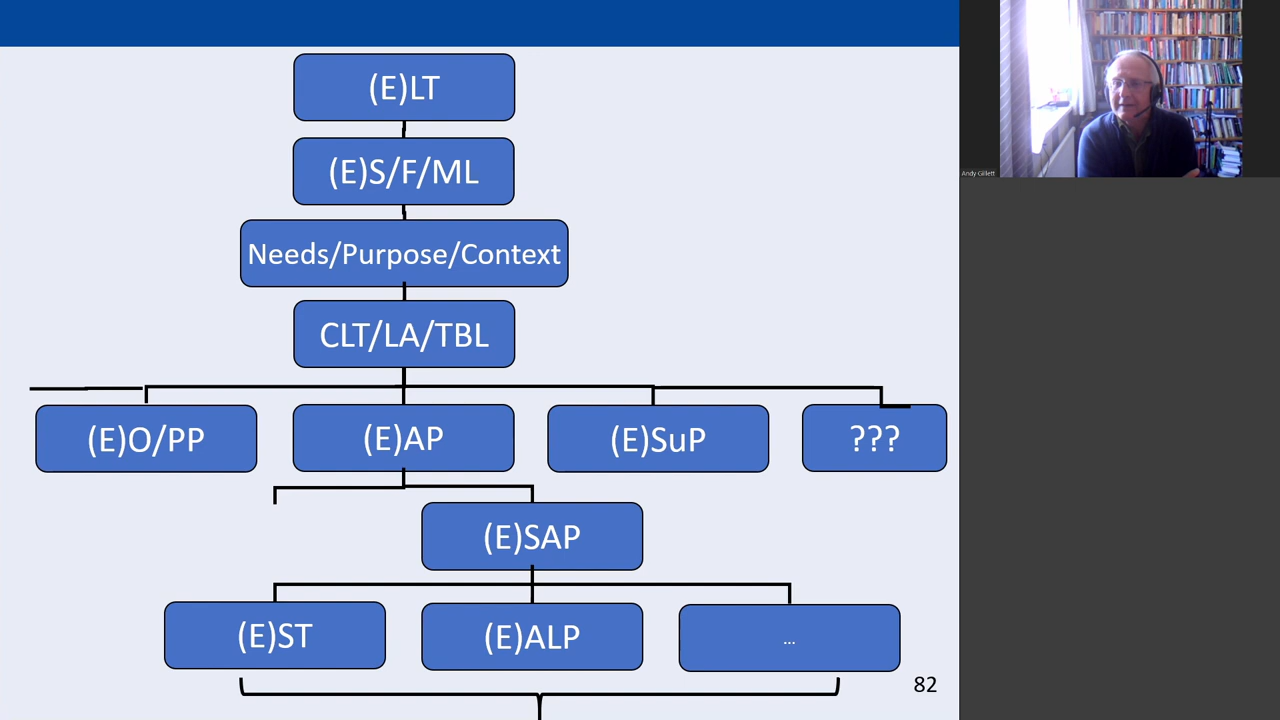 (E)LT
(E)S/F/ML
Needs/Purpose/Context
CLT/LA/TBL
(E)O/PP
(E)AP
(E)SuP
???
(E)SAP
(E)ST
(E)ALP
...
82
Andy Gillett